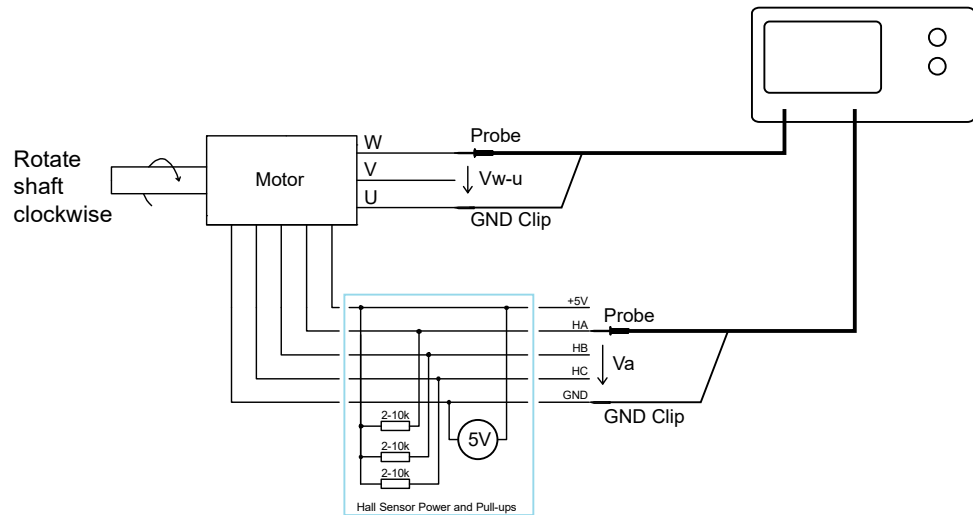 Rotate
shaft
clockwise
Motor
W
V
U
Probe
Vw-u
GND Clip
+5V
HA
HB
HC
GND
Probe
Va
GND Clip
2-10k
2-10k
2-10k
5V
Hall Sensor Power and Pull-ups